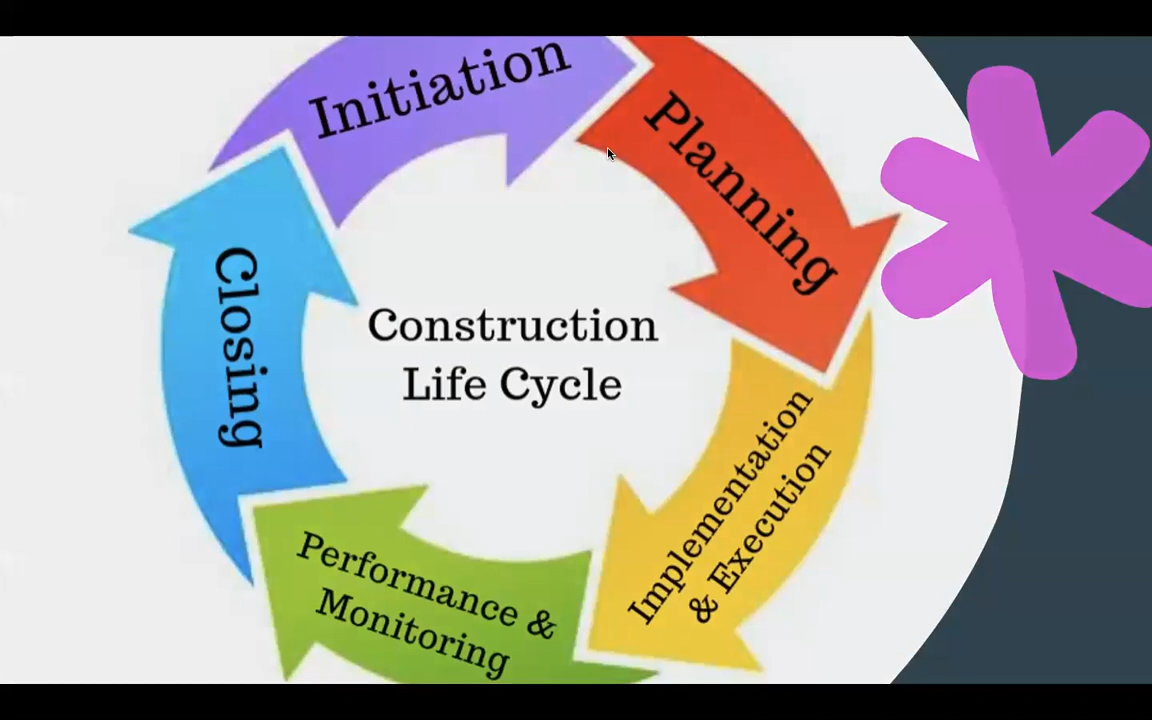 Initiation
Planning
Construction
Life Cycle
Closing
Implementation
& Execution
Performance &
Monitoring